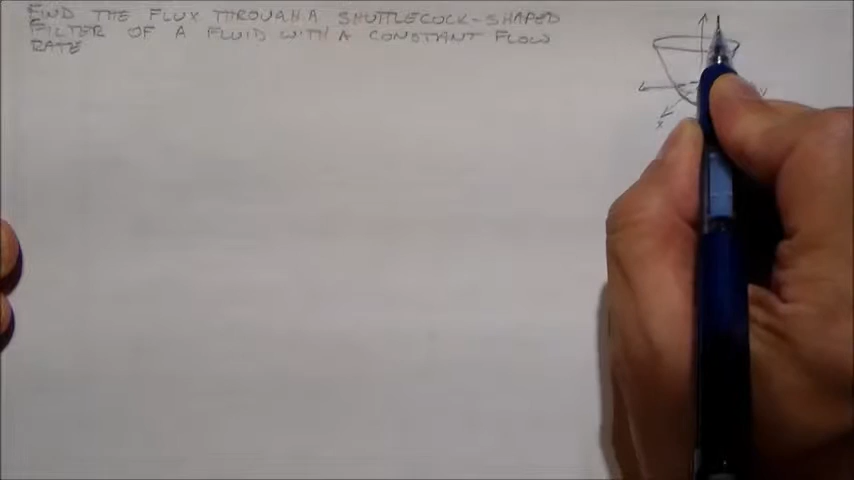 FIND THE FLUX THROUGH A SHUTTLECOCK-SHAPED
FILTER OF A FLUID WITH A CONSTANT FLOW
RATE
x
y